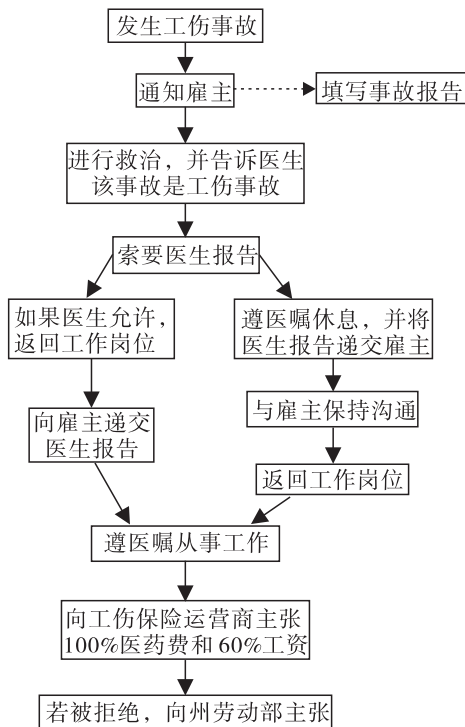 发生工伤事故
通知雇主
填写事故报告
进行救治，并告诉医生
该事故是工伤事故
索要医生报告
如果医生允许，
返回工作岗位
向雇主递交
医生报告
遵医嘱休息，并将
医生报告递交雇主
与雇主保持沟通
返回工作岗位
遵医嘱从事工作
向工伤保险运营商主张
100%医药费和60%工资
若被拒绝，向州劳动部主张